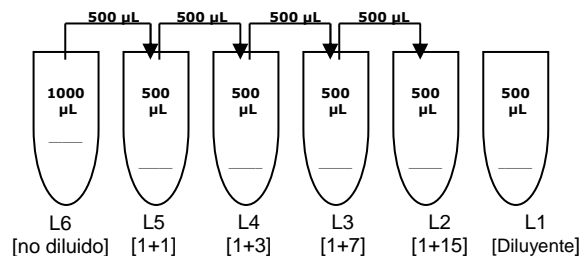 500 µL 500 µL 500 µL 500 µL
1000 500 500 500 500 500
µL µL µL µL µL µL
L6 L5 L4 L3 L2 L1
[no diluido] [1+1] [1+3] [1+7] [1+15] [Diluyente]